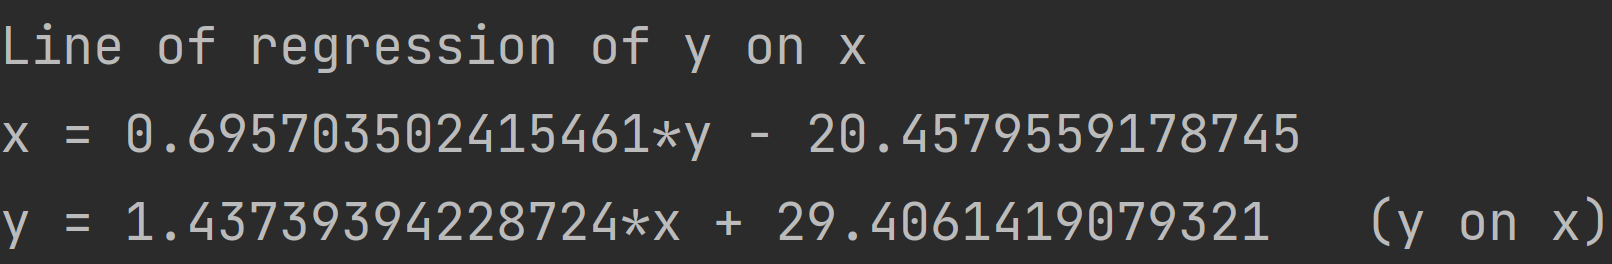 Line of regression of y on x
x = 0.695703502415461*y - 20.4579559178745
y = 1.43739394228724*x + 29.4061419079321   (y on x)